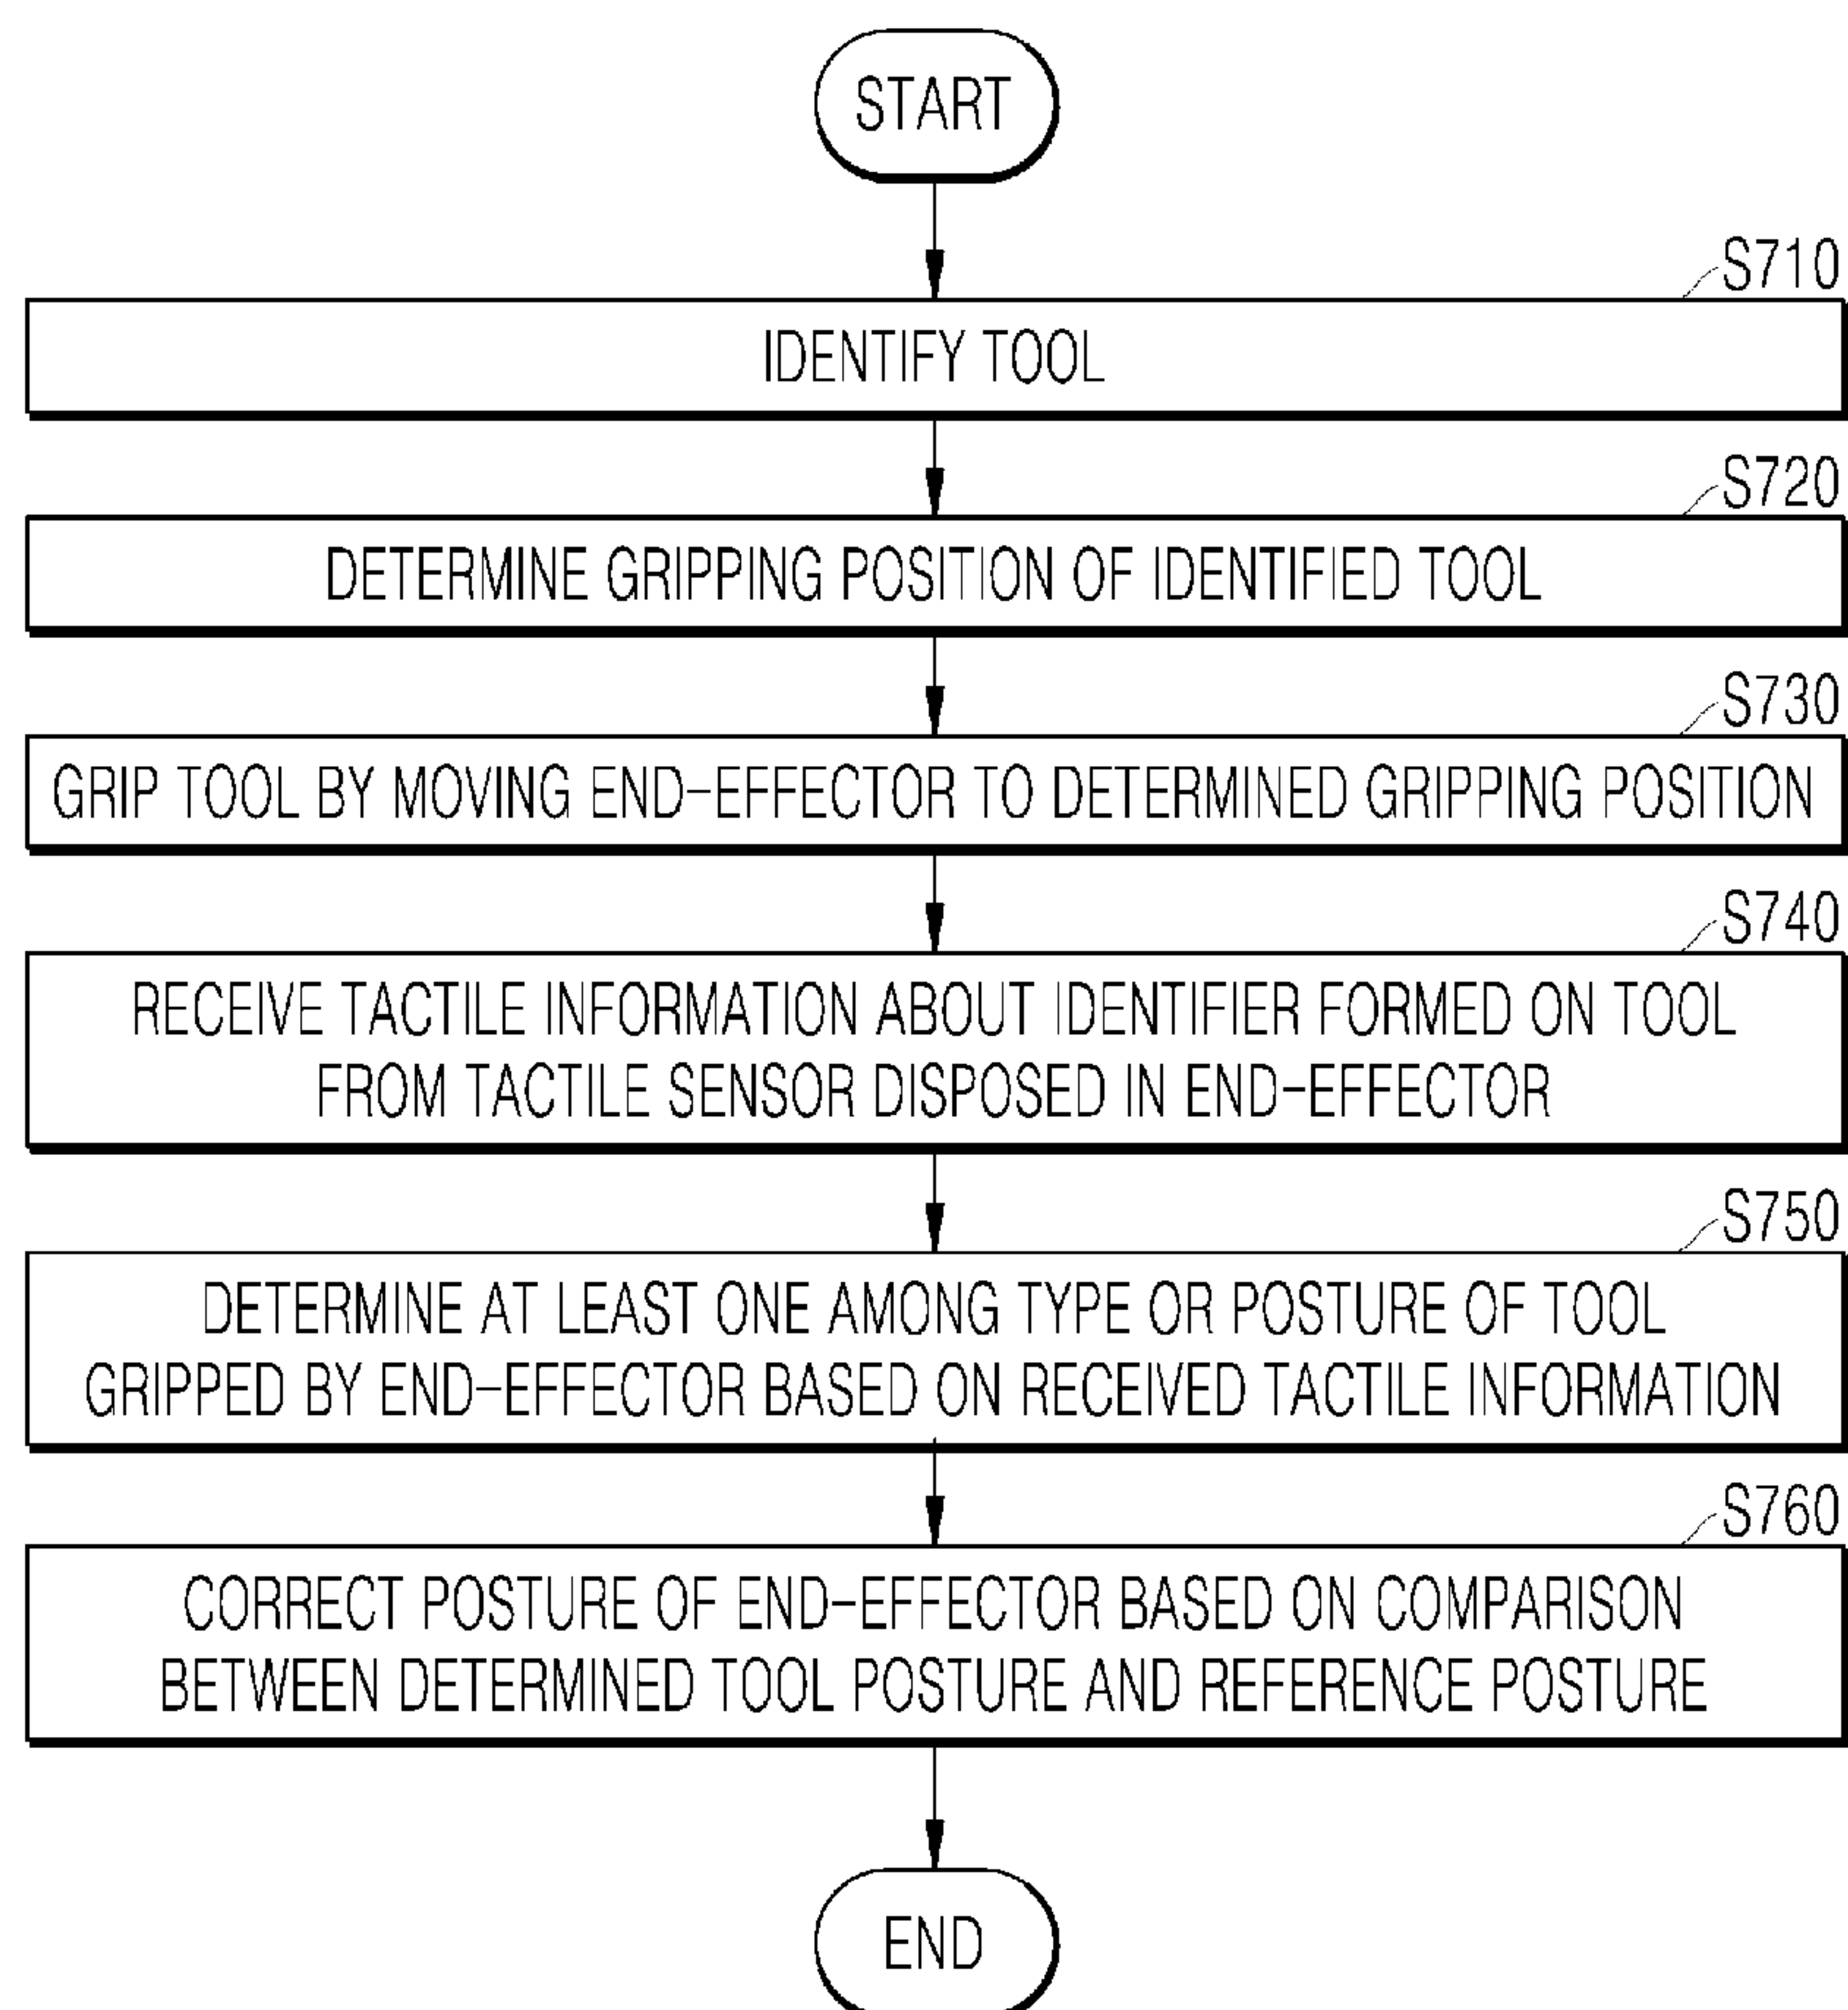 START
S710
IDENTIFY TOOL
S720
DETERMINE GRIPPING POSITION OF IDENTIFIED TOOL
S730
GRIP TOOL BY MOVING END-EFFECTOR TO DETERMINED GRIPPING POSITION
S740
RECEIVE TACTILE INFORMATION ABOUT IDENTIFIER FORMED ON TOOL
FROM TACTILE SENSOR DISPOSED IN END-EFFECTOR
S750
DETERMINE AT LEAST ONE AMONG TYPE OR POSTURE OF TOOL
GRIPPED BY END-EFFECTOR BASED ON RECEIVED TACTILE INFORMATION
S760
CORRECT POSTURE OF END-EFFECTOR BASED ON COMPARISON
BETWEEN DETERMINED TOOL POSTURE AND REFERENCE POSTURE
END